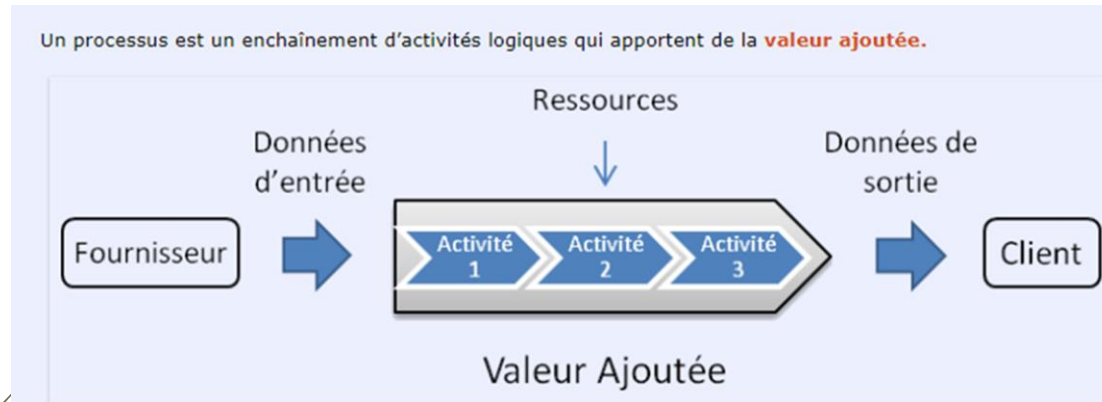 Un processus est un enchaînement d’activités logiques qui apportent de la valeur ajoutée.
Ressources
Données
d’entrée
Données de
sortie
Fournisseur
Activité
1
Activité
2
Activité
3
Client
Valeur Ajoutée